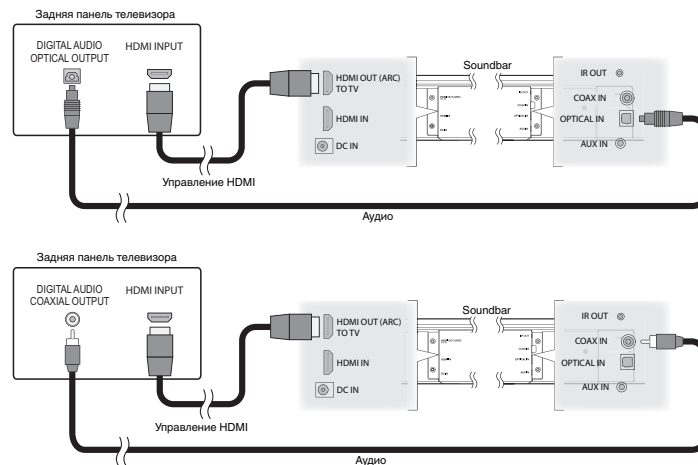 Задняя панель телевизора
DIGITAL AUDIO
OPTICAL OUTPUT
HDMI INPUT
HDMI OUT (ARC)
TO TV
HDMI IN
DC IN
Soundbar
IR OUT
COAX IN
OPTICAL IN
AUX IN
Управление HDMI
Аудио
Задняя панель телевизора
DIGITAL AUDIO
COAXIAL OUTPUT
HDMI INPUT
HDMI OUT (ARC)
TO TV
HDMI IN
DC IN
Soundbar
IR OUT
COAX IN
OPTICAL IN
AUX IN
Управление HDMI
Аудио